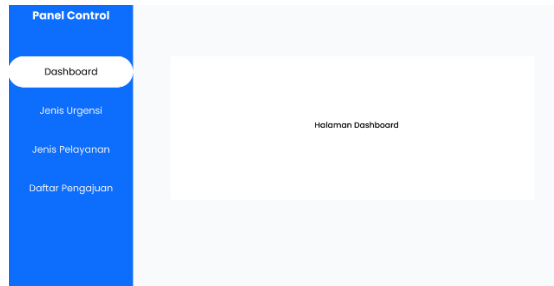 Panel Control
Dashboard
Jenis Urgensi
Jenis Pelayanan
Daftar Pengajuan
Halaman Dashboard